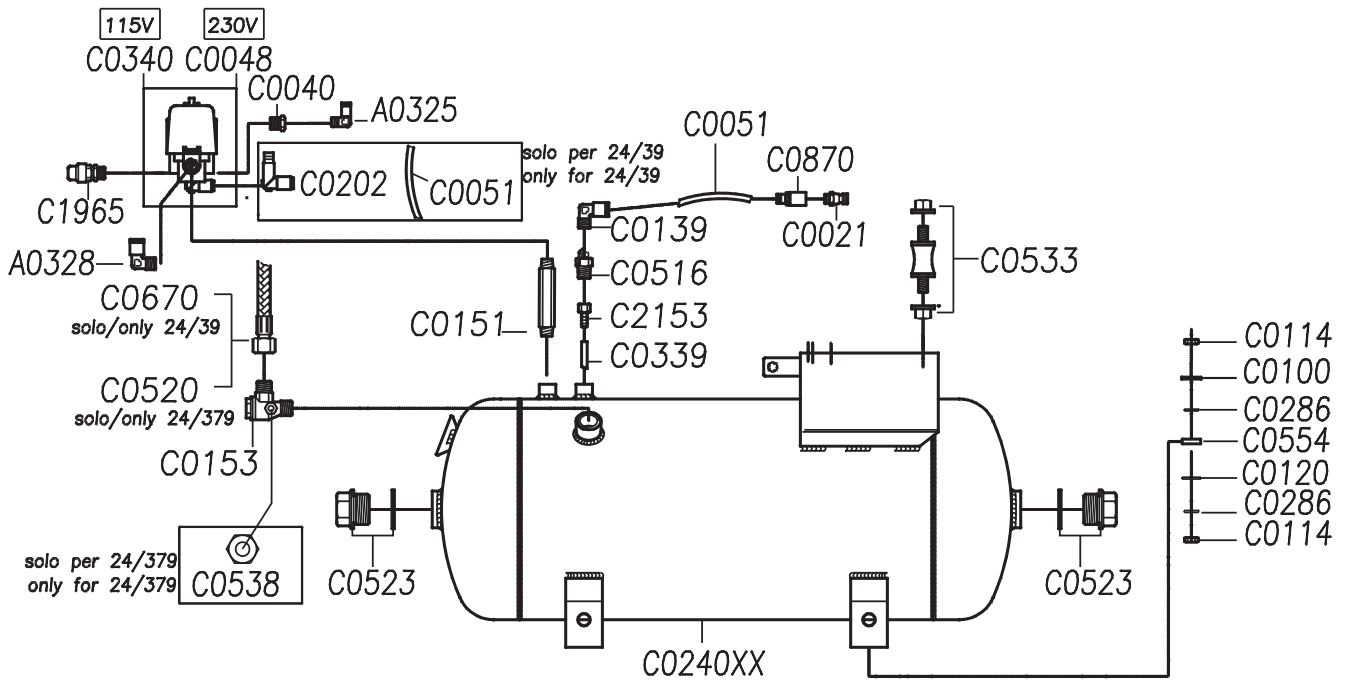 115V
230V
C0340
C0048
C0040
A0325
C1965
A0328
C0202
C0051
solo per 24/39
only for 24/39
C0051
C0870
C0021
C0139
C0516
C2153
C0339
C0151
C0533
C0670
solo/only 24/39
C0520
solo/only 24/379
C0153
solo per 24/379
only for 24/379
C0538
C0523
C0240XX
C0523
C0114
C0100
C0286
C0554
C0120
C0286
C0114